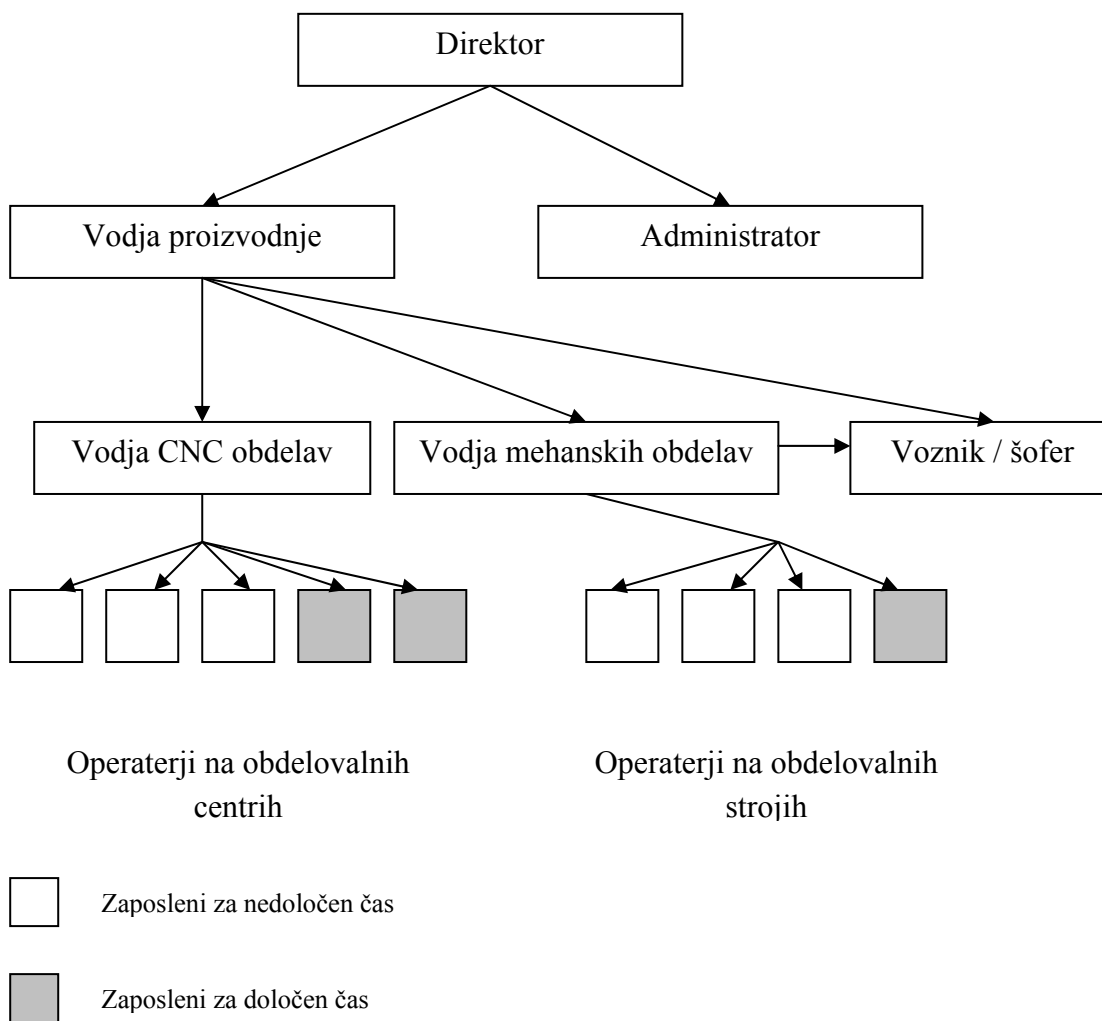 Direktor
Vodja proizvodnje
Administrator
Vodja CNC obdelav
Vodja mehanskih obdelav
Voznik / šofer
Operaterji na obdelovalnih
centrih
Operaterji na obdelovalnih
strojih
Zaposleni za nedoločen čas
Zaposleni za določen čas